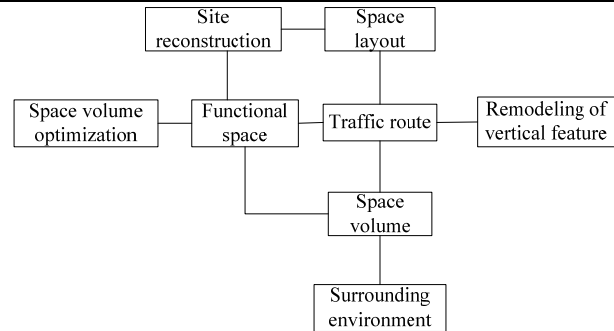 Site
reconstruction
Space
layout
Space volume
optimization
Functional
space
Traffic route
Remodeling of
vertical feature
Space
volume
Surrounding
environment